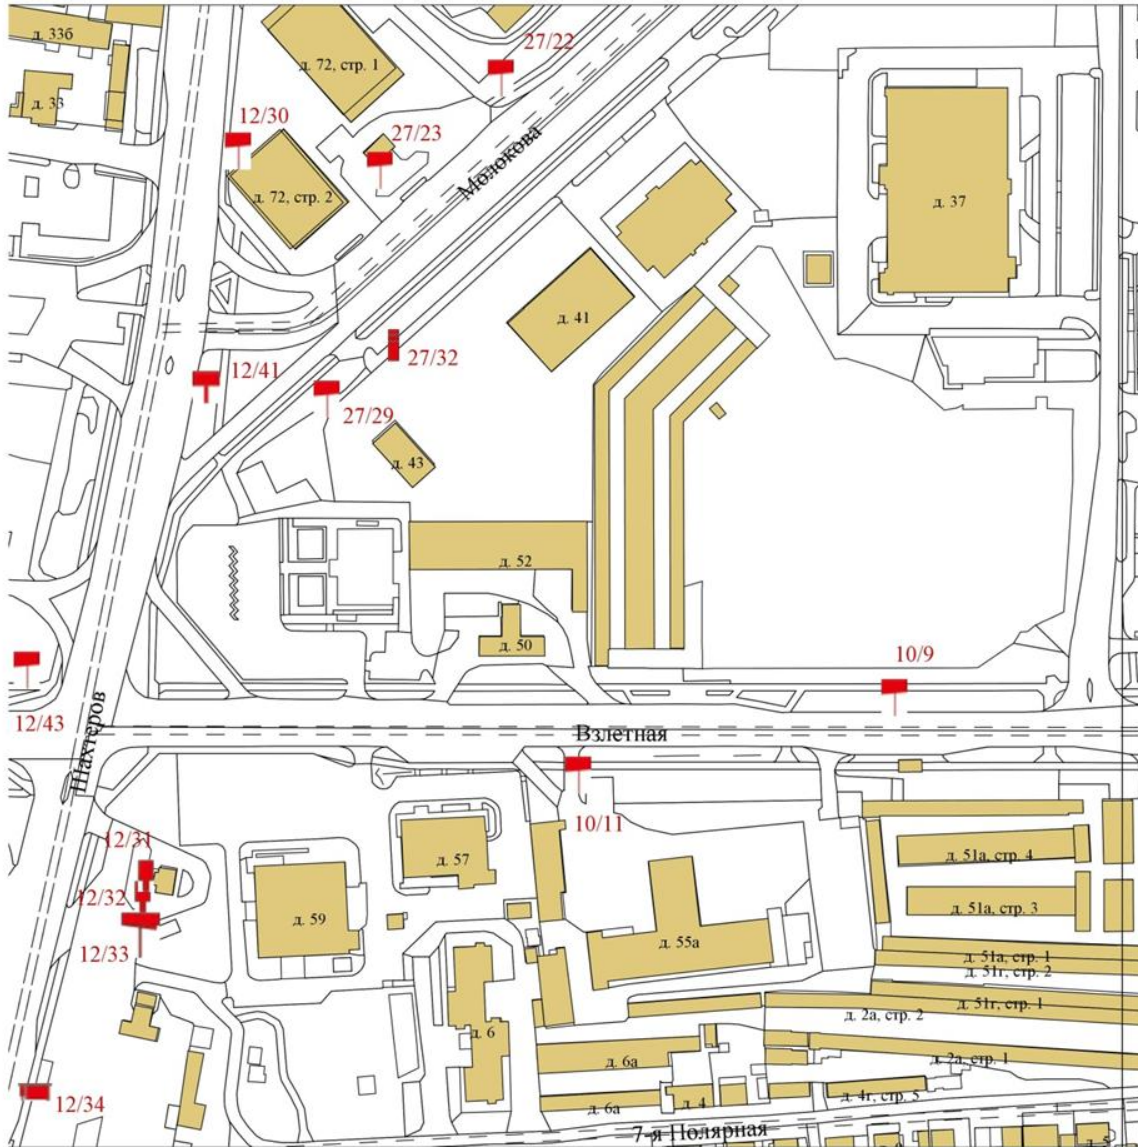 д. 33б
27/22
д. 72, стр. 1
д. 33
12/30
27/23
Молокова
д. 72, стр. 2
д. 37
д. 41
27/32
12/41
27/29
д. 43
д. 52
д. 50
10/9
12/43
Шахтеров
Взлетная
10/11
12/31
д. 57
д. 51а, стр. 4
12/32
д. 59
д. 51а, стр. 3
12/33
д. 55а
д. 51а, стр. 1
д. 51г, стр. 2
д. 51г, стр. 1
д. 2а, стр. 2
д. 6
д. 6а
д. 2а, стр. 1
12/34
д. 6а
д. 4
д. 4г, стр. 5
7-я Полярная